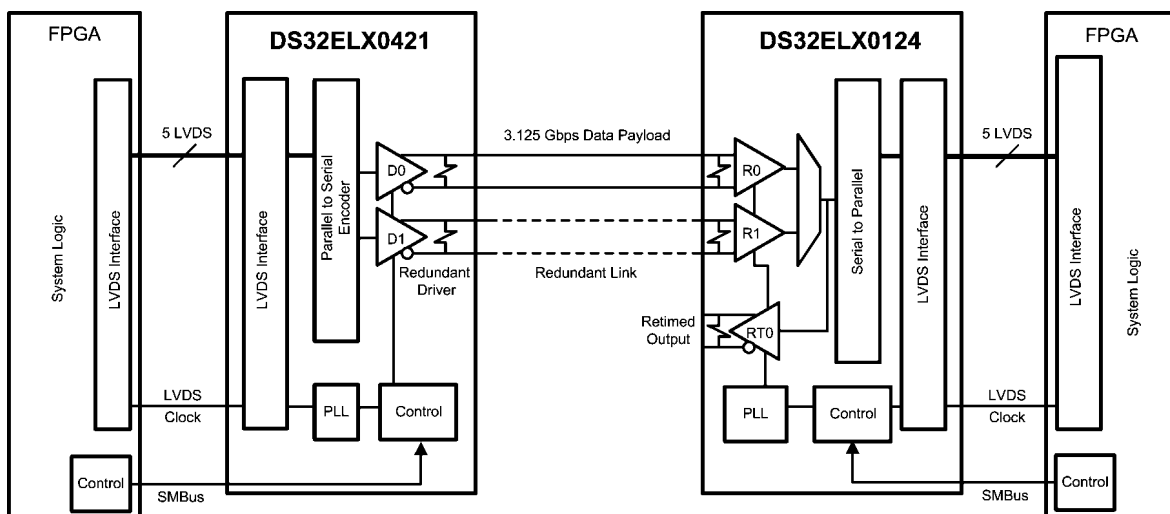 FPGA
System Logic
LVDS Interface
Control
5 LVDS
LVDS
Clock
SMBus
DS32ELX0421
LVDS Interface
Parallel to Serial
Encoder
D0
D1
Redundant
Driver
PLL
Control
3.125 Gbps Data Payload
Redundant Link
Retimed
Output
DS32ELX0124
R0
R1
RT0
Serial to Parallel
LVDS Interface
PLL
Control
5 LVDS
LVDS
Clock
SMBus
FPGA
LVDS Interface
System Logic
Control